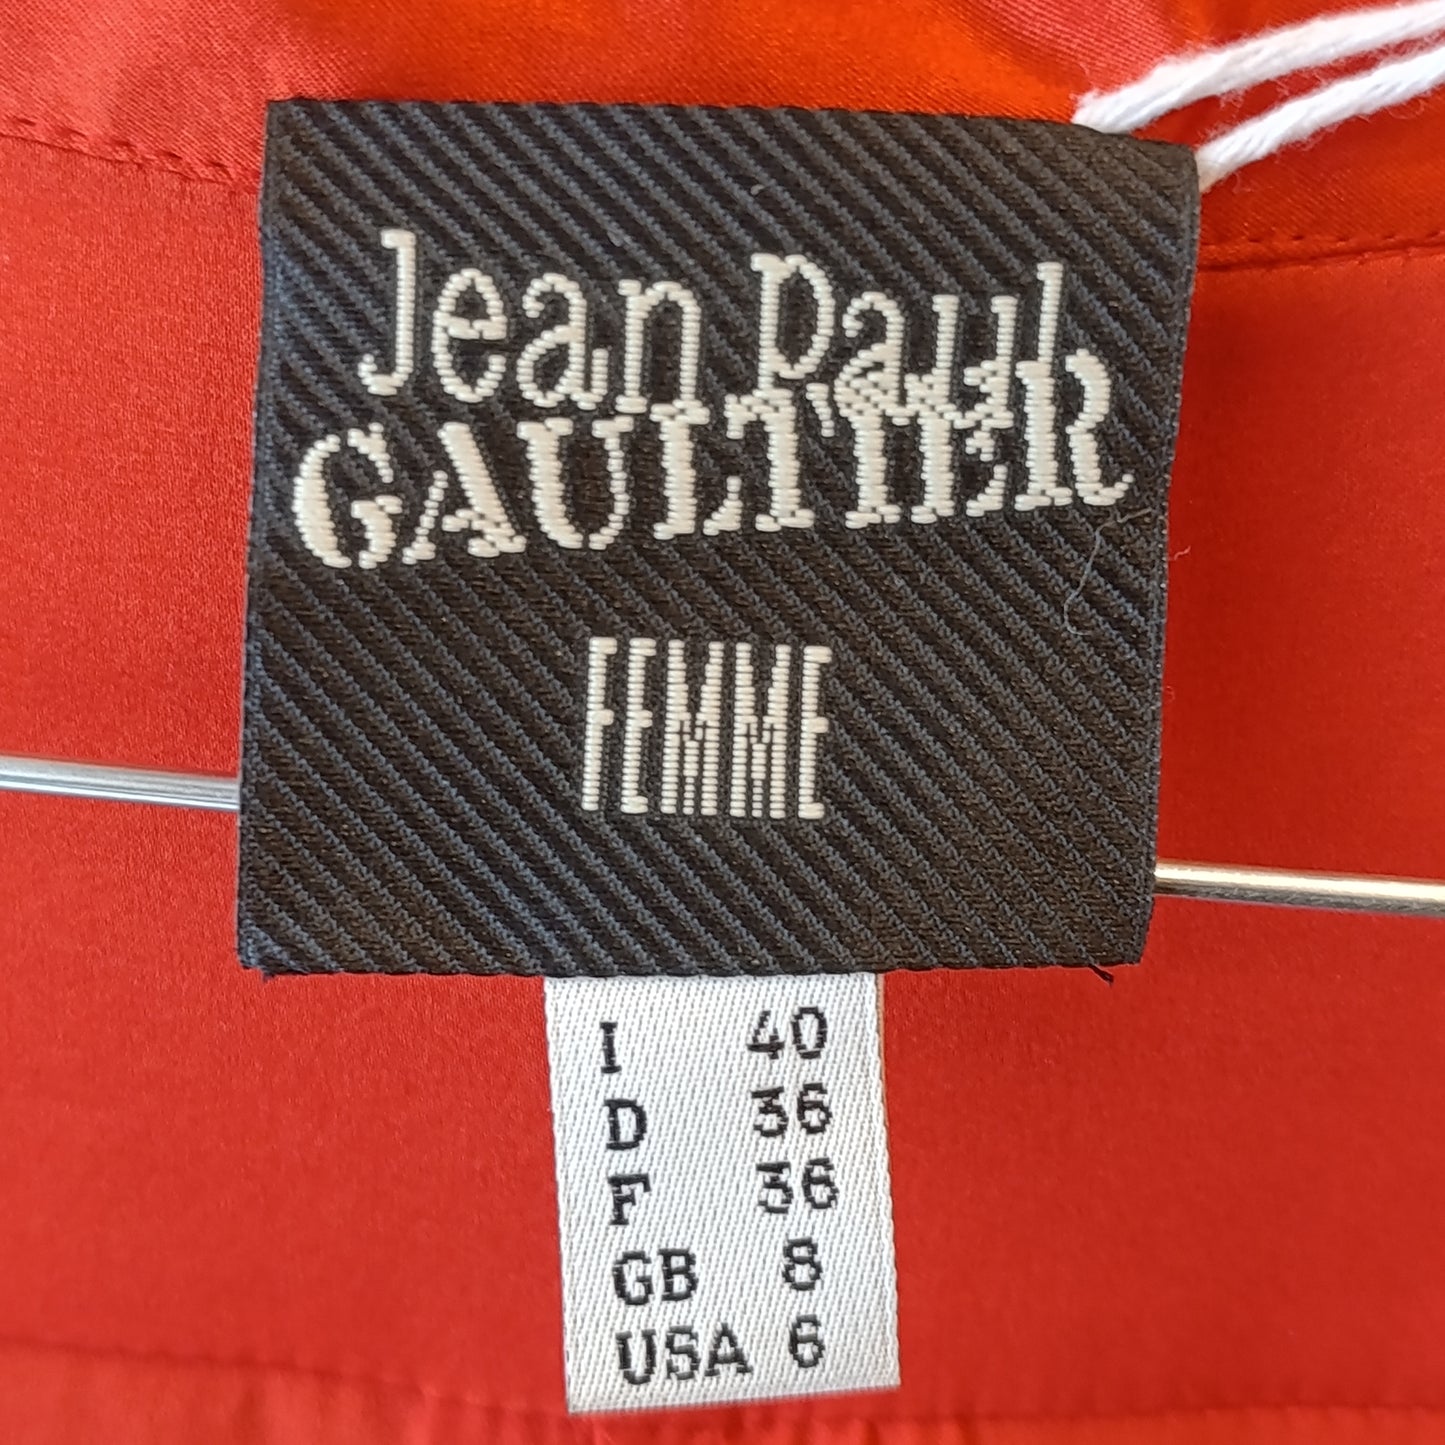 Jean Paul
GAULTIER
FEMME
I 40
D 36
F 36
GB 8
USA 6